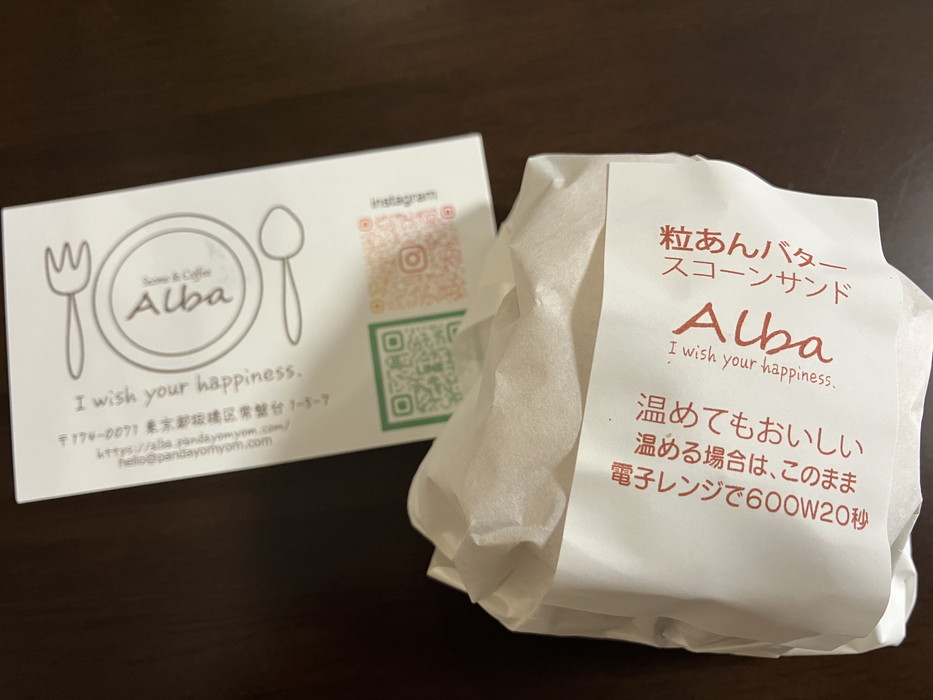 Scone & Coffee
Alba
I wish your happiness.
〒174-0071 東京都板橋区常盤台 1-5-7
https://alba.pandayomyom.com/
hello@pandayomyom.com
Instagram
LINE
粒あんバター
スコーンサンド
Alba
I wish your happiness.
温めてもおいしい
温める場合は、このまま
電子レンジで600W20秒